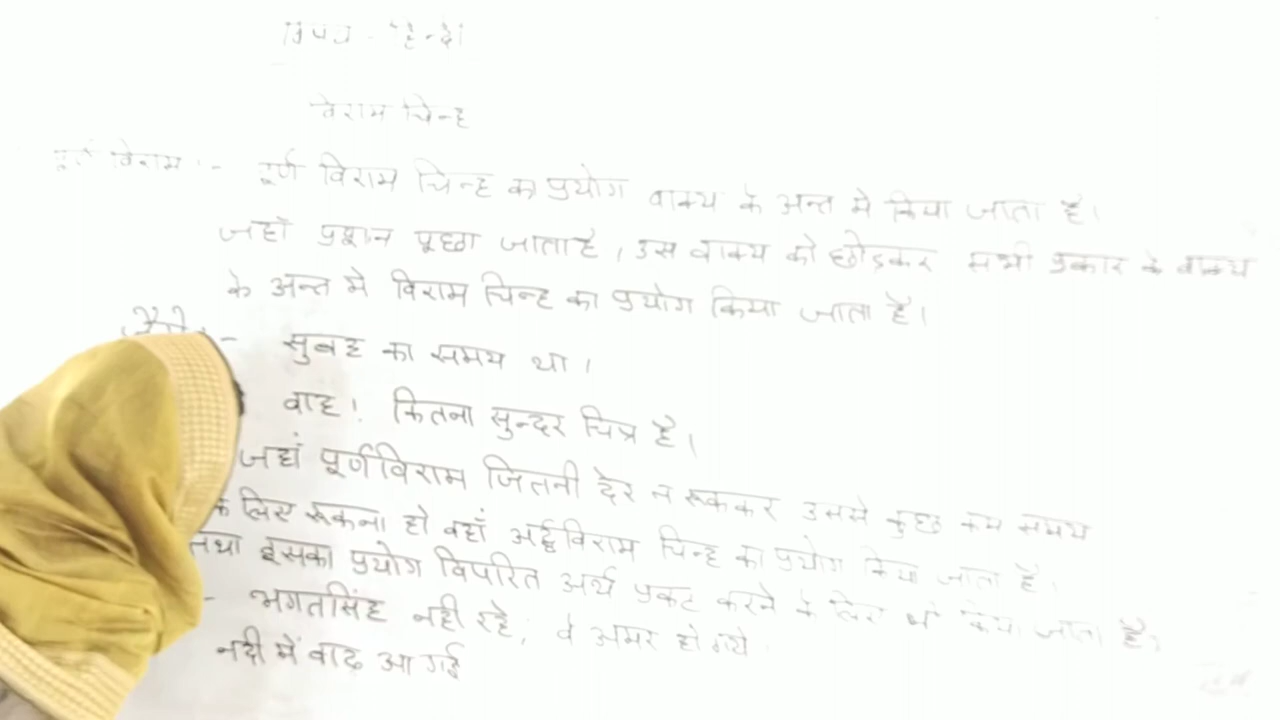 विषय - हिन्दी
विराम चिन्ह
पूर्ण विराम :- पूर्ण विराम चिन्ह का प्रयोग वाक्य के अन्त मे किया जाता है।
जहाँ प्रश्न पूछा जाता है, उस वाक्य को छोडकर सभी प्रकार के वाक्य
के अन्त मे विराम चिन्ह का प्रयोग किया जाता है।
जैसे :- सुबह का समय था।
वाह! कितना सुन्दर चित्र है।
जहां पूर्णविराम जितनी देर न रूककर उससे कुछ कम समय
के लिए रूकना हो वहाँ अर्द्धविराम चिन्ह का प्रयोग किया जाता है।
तथा इसका प्रयोग विपरित अर्थ प्रकट करने के लिए भी किया जाता है।
- भगतसिंह नही रहे; वे अमर हो गये
नदी में बाढ़ आ गई